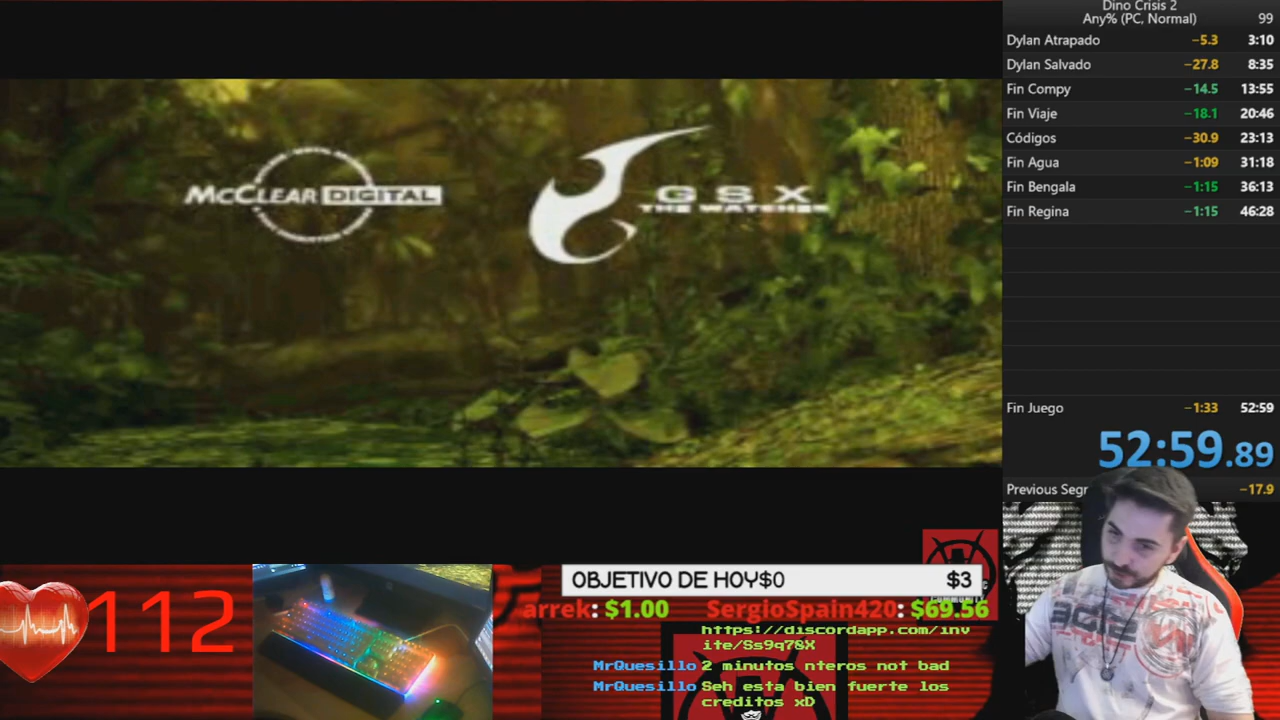 Dino Crisis 2
Any% (PC, Normal) 99
Dylan Atrapado −5.3 3:10
Dylan Salvado −27.8 8:35
Fin Compy −14.5 13:55
Fin Viaje −18.1 20:46
Códigos −30.9 23:13
Fin Agua −1:09 31:18
Fin Bengala −1:15 36:13
Fin Regina −1:15 46:28
Fin Juego −1:33 52:59
52:59.89
Previous Segr −17.9
McClear DIGITAL
GSX
THE WATCHER
112
OBJETIVO DE HOY$0 $3
arrek: $1.00 SergioSpain420: $69.56
https://discordapp.com/inv
ite/Ss9q78X
MrQuesillo 2 minutos nteros not bad
MrQuesillo Seh esta bien fuerte los
creditos xD